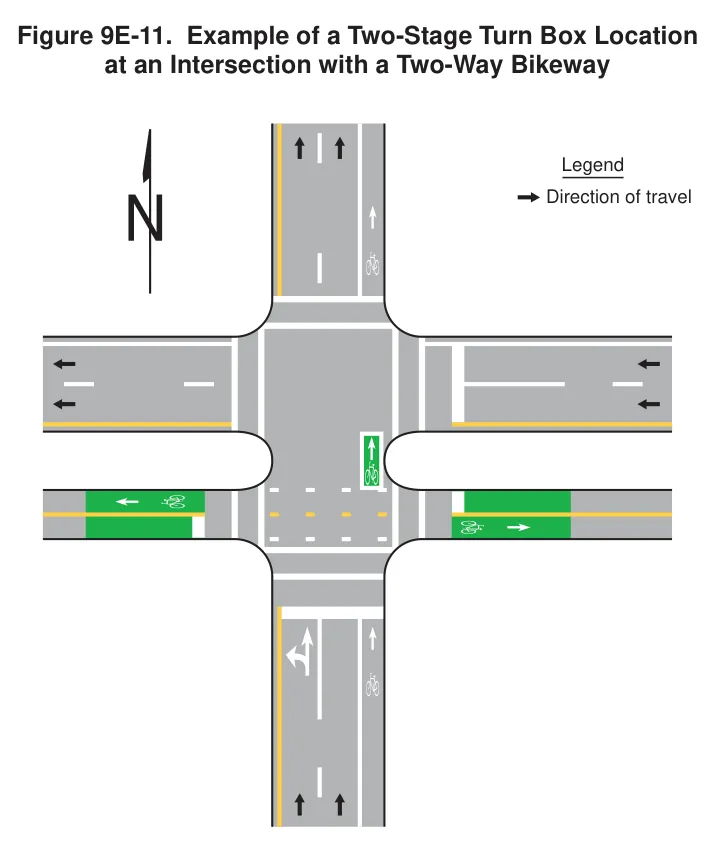 Figure 9E-11.  Example of a Two-Stage Turn Box Location
at an Intersection with a Two-Way Bikeway
N
Legend
Direction of travel